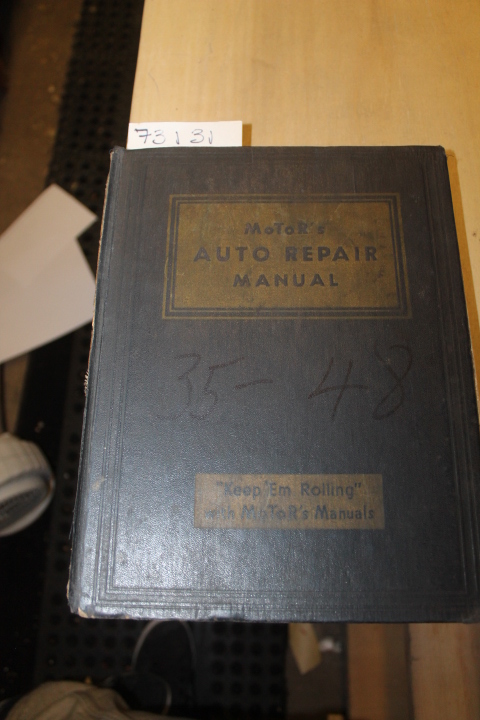 73131
MoToR's
AUTO REPAIR
MANUAL
35-48
"Keep 'Em Rolling"
with MoToR's Manuals